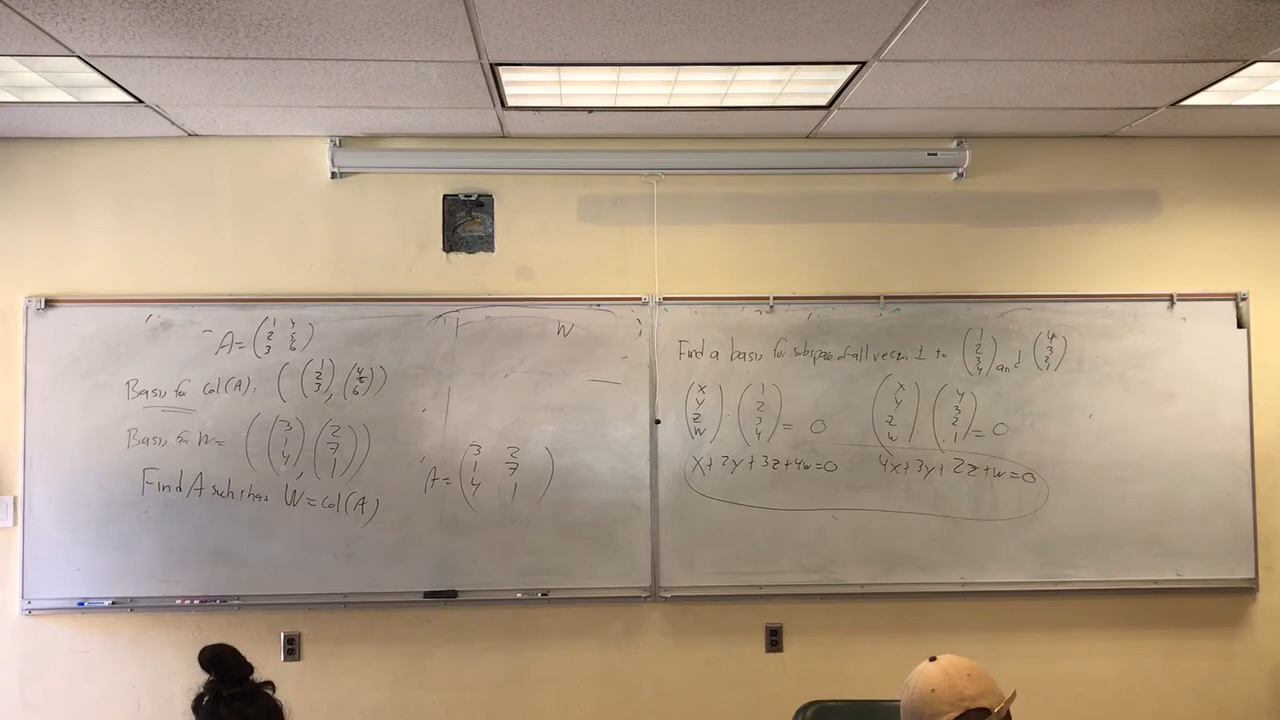 A = (1 4
2 5
3 6)
Basis for Col(A): ((1 2 3), (4 5 6))
Basis for W = ((3 1 4) (2 7 1))
Find A such that W = col(A)
A = (3 2
1 7
4 1)
W
Find a basis for subspace of all vectors ⊥ to (1 2 3 4) and (4 3 2 1)
(x y z w) · (1 2 3 4) = 0
(x y z w) · (4 3 2 1) = 0
x + 2y + 3z + 4w = 0
4x + 3y + 2z + w = 0